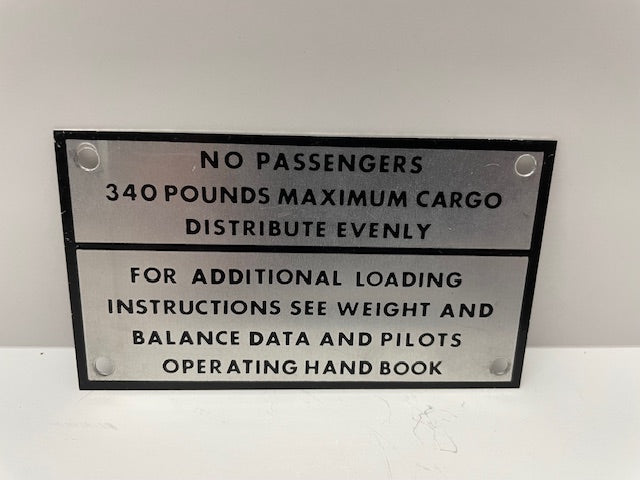 NO PASSENGERS
340 POUNDS MAXIMUM CARGO
DISTRIBUTE EVENLY
FOR ADDITIONAL LOADING
INSTRUCTIONS SEE WEIGHT AND
BALANCE DATA AND PILOTS
OPERATING HAND BOOK